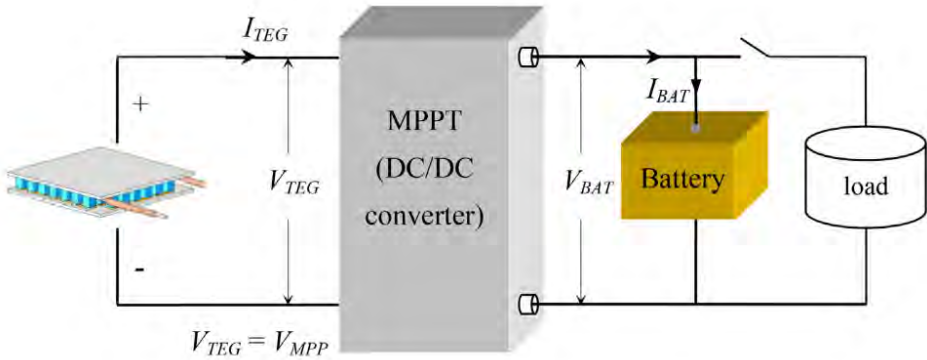 I_TEG
+
MPPT
(DC/DC
converter)
V_TEG
-
V_TEG = V_MPP
V_BAT
I_BAT
Battery
load